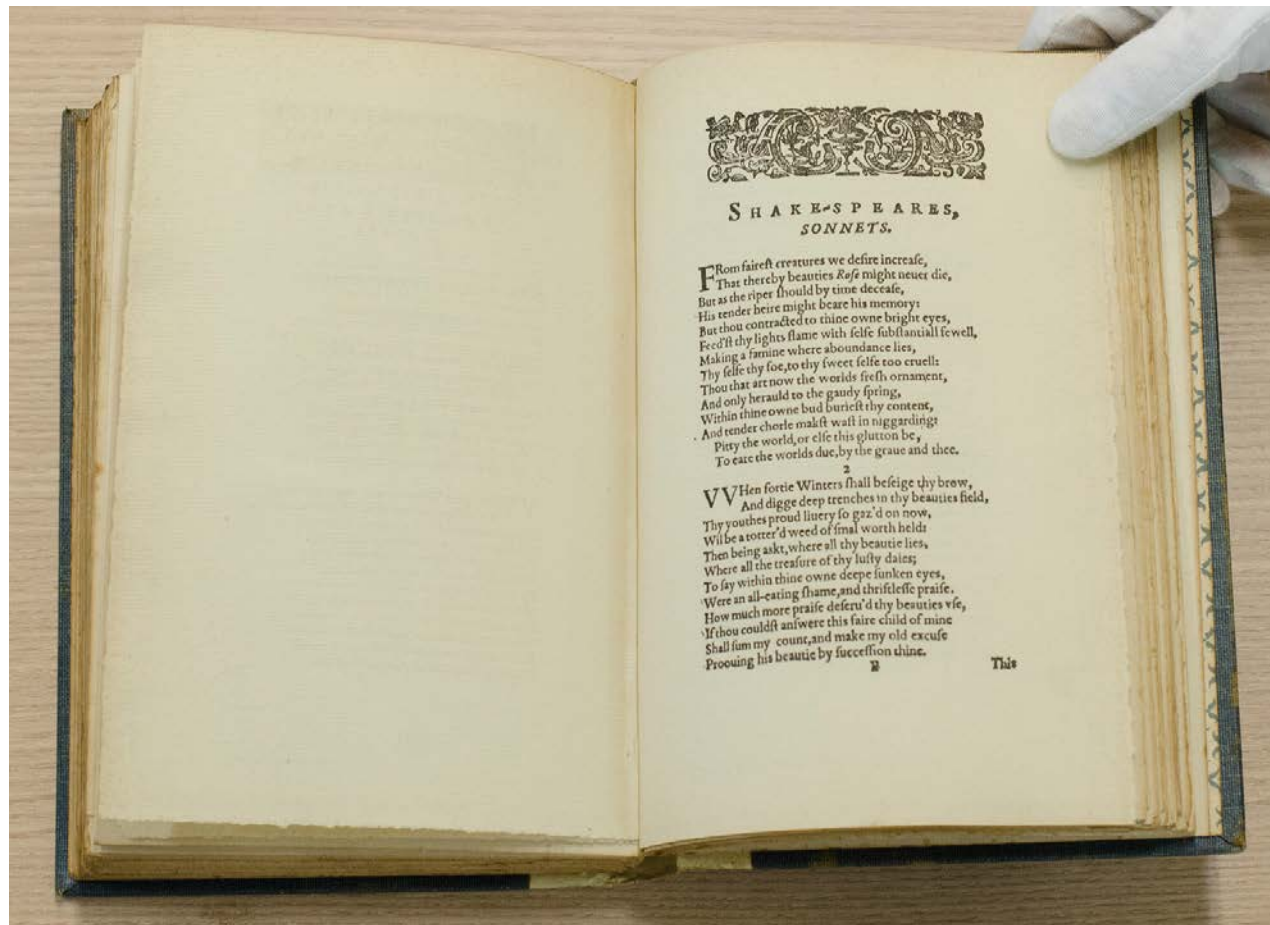 SHAKE-SPEARES,
SONNETS.
FRom faireſt creatures we deſire increaſe,
That thereby beauties Roſe might neuer die,
But as the riper ſhould by time deceaſe,
His tender heire might beare his memory:
But thou contracted to thine owne bright eyes,
Feed'ſt thy lights flame with ſelfe ſubſtantiall fewell,
Making a famine where aboundance lies,
Thy ſelfe thy foe,to thy ſweet ſelfe too cruell:
Thou that art now the worlds freſh ornament,
And only herauld to the gaudy ſpring,
Within thine owne bud burieſt thy content,
And tender chorle makſt waſt in niggarding:
Pitty the world,or elſe this glutton be,
To eate the worlds due,by the graue and thee.
2
VVHen fortie Winters ſhall beſeige thy brow,
And digge deep trenches in thy beauties field,
Thy youthes proud liuery ſo gaz'd on now,
Wil be a totter'd weed of ſmal worth held:
Then being askt,where all thy beautie lies,
Where all the treaſure of thy luſty daies;
To ſay within thine owne deepe ſunken eyes,
Were an all-eating ſhame,and thriftleſſe praiſe.
How much more praiſe deſeru'd thy beauties vſe,
If thou couldſt anſwere this faire child of mine
Shall ſum my count,and make my old excuſe
Proouing his beautie by ſucceſſion thine.
B This